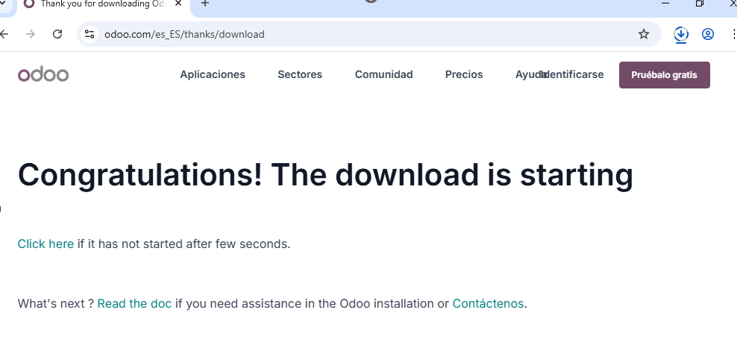 Thank you for downloading Od
odoo.com/es_ES/thanks/download
odoo
Aplicaciones Sectores Comunidad Precios Ayuda Identificarse Pruébalo gratis
Congratulations! The download is starting
Click here if it has not started after few seconds.
What's next ? Read the doc if you need assistance in the Odoo installation or Contáctenos.